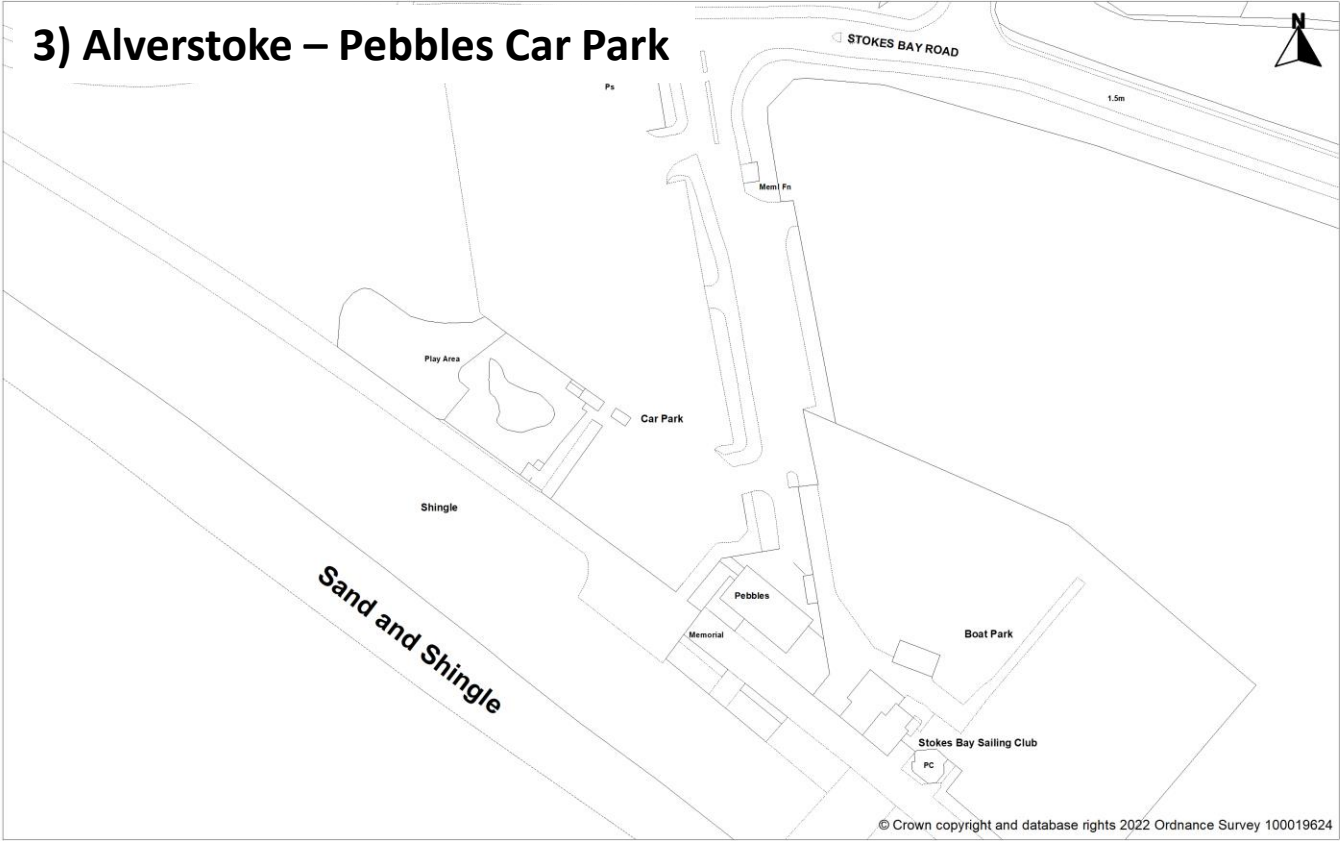 3) Alverstoke – Pebbles Car Park
N
STOKES BAY ROAD
Ps
1.5m
Meml Fn
Play Area
Car Park
Shingle
Sand and Shingle
Pebbles
Memorial
Boat Park
Stokes Bay Sailing Club
PC
© Crown copyright and database rights 2022 Ordnance Survey 100019624